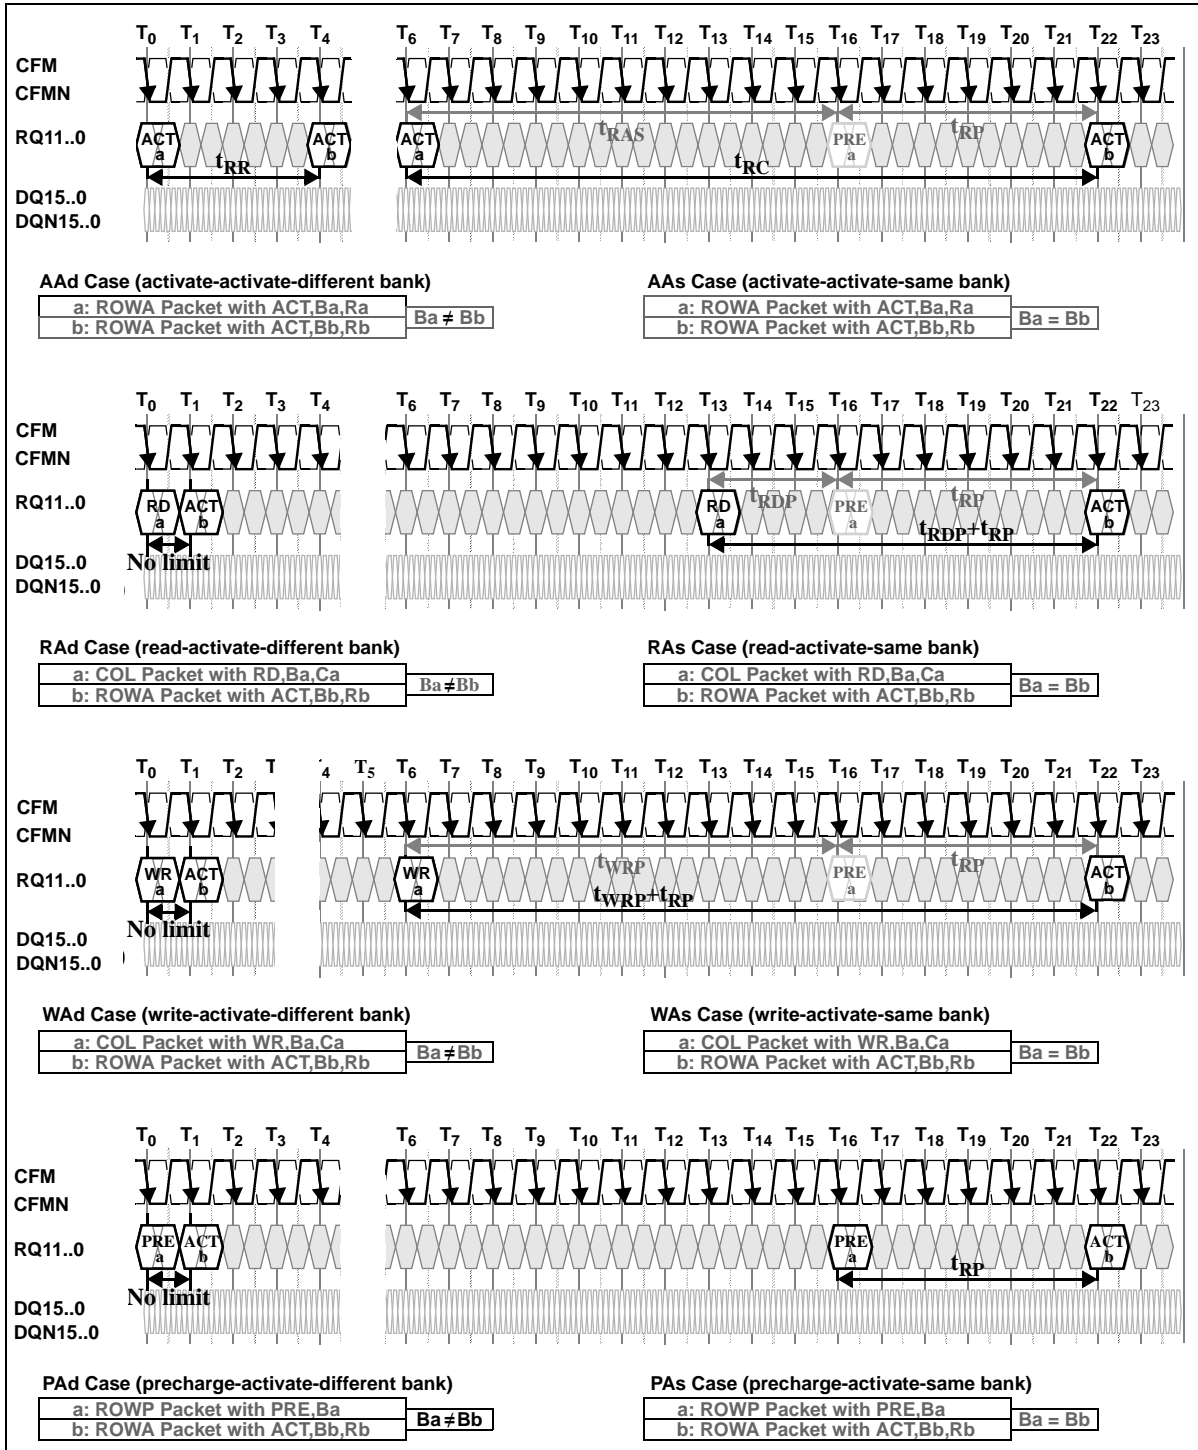 T0 T1 T2 T3 T4 T6 T7 T8 T9 T10 T11 T12 T13 T14 T15 T16 T17 T18 T19 T20 T21 T22 T23
CFM
CFMN
tRAS tRP
RQ11..0
ACT a ACT b ACT a PRE a ACT b
tRR tRC
DQ15..0
DQN15..0
AAd Case (activate-activate-different bank) AAs Case (activate-activate-same bank)
a: ROWA Packet with ACT,Ba,Ra a: ROWA Packet with ACT,Ba,Ra
Ba ≠ Bb Ba = Bb
b: ROWA Packet with ACT,Bb,Rb b: ROWA Packet with ACT,Bb,Rb
T0 T1 T2 T3 T4 T6 T7 T8 T9 T10 T11 T12 T13 T14 T15 T16 T17 T18 T19 T20 T21 T22 T23
CFM
CFMN
tRDP tRP
RQ11..0
RD a ACT b RD a PRE a ACT b
tRDP+tRP
No limit
DQ15..0
DQN15..0
RAd Case (read-activate-different bank) RAs Case (read-activate-same bank)
a: COL Packet with RD,Ba,Ca a: COL Packet with RD,Ba,Ca
Ba≠Bb Ba = Bb
b: ROWA Packet with ACT,Bb,Rb b: ROWA Packet with ACT,Bb,Rb
T0 T1 T2 T 4 T5 T6 T7 T8 T9 T10 T11 T12 T13 T14 T15 T16 T17 T18 T19 T20 T21 T22 T23
CFM
CFMN
tWRP tRP
RQ11..0
WR a ACT b WR a PRE a ACT b
tWRP+tRP
No limit
DQ15..0
DQN15..0
WAd Case (write-activate-different bank) WAs Case (write-activate-same bank)
a: COL Packet with WR,Ba,Ca a: COL Packet with WR,Ba,Ca
Ba≠Bb Ba = Bb
b: ROWA Packet with ACT,Bb,Rb b: ROWA Packet with ACT,Bb,Rb
T0 T1 T2 T3 T4 T6 T7 T8 T9 T10 T11 T12 T13 T14 T15 T16 T17 T18 T19 T20 T21 T22 T23
CFM
CFMN
RQ11..0
PRE a ACT b PRE a ACT b
tRP
No limit
DQ15..0
DQN15..0
PAd Case (precharge-activate-different bank) PAs Case (precharge-activate-same bank)
a: ROWP Packet with PRE,Ba a: ROWP Packet with PRE,Ba
Ba≠Bb Ba = Bb
b: ROWA Packet with ACT,Bb,Rb b: ROWA Packet with ACT,Bb,Rb